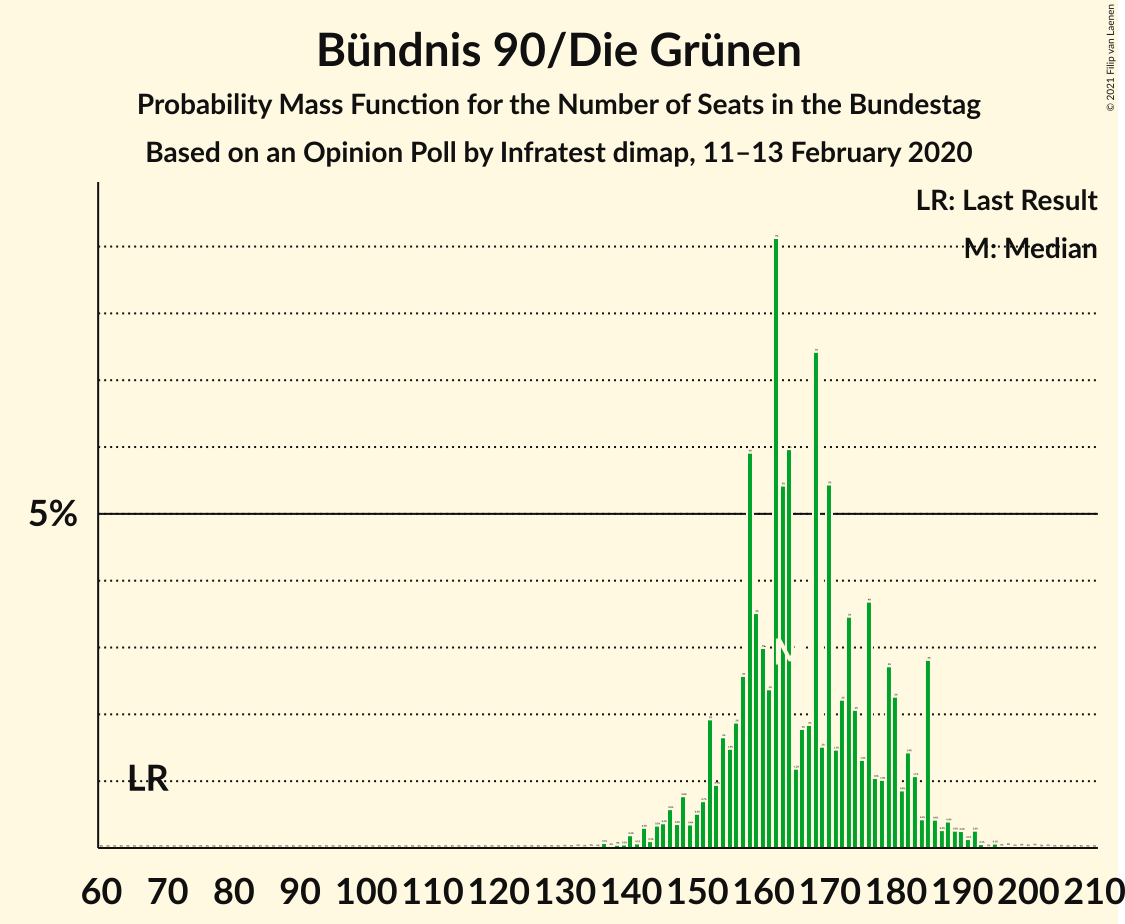 Bündnis 90/Die Grünen
Probability Mass Function for the Number of Seats in the Bundestag
Based on an Opinion Poll by Infratest dimap, 11–13 February 2020
© 2021 Filip van Laenen
LR: Last Result
M: Median
5%
LR
60 70 80 90 100 110 120 130 140 150 160 170 180 190 200 210